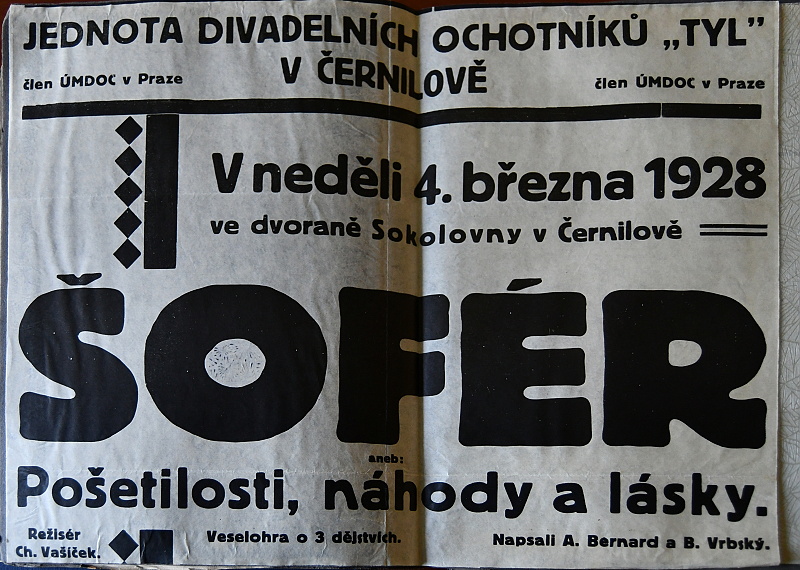 JEDNOTA DIVADELNÍCH OCHOTNÍKŮ „TYL”
V ČERNILOVĚ
člen ÚMDOC v Praze
člen ÚMDOC v Praze
V neděli 4. března 1928
ve dvoraně Sokolovny v Černilově
ŠOFÉR
aneb:
Pošetilosti, náhody a lásky.
Režisér
Ch. Vašíček.
Veselohra o 3 dějstvích.
Napsali A. Bernard a B. Vrbský.